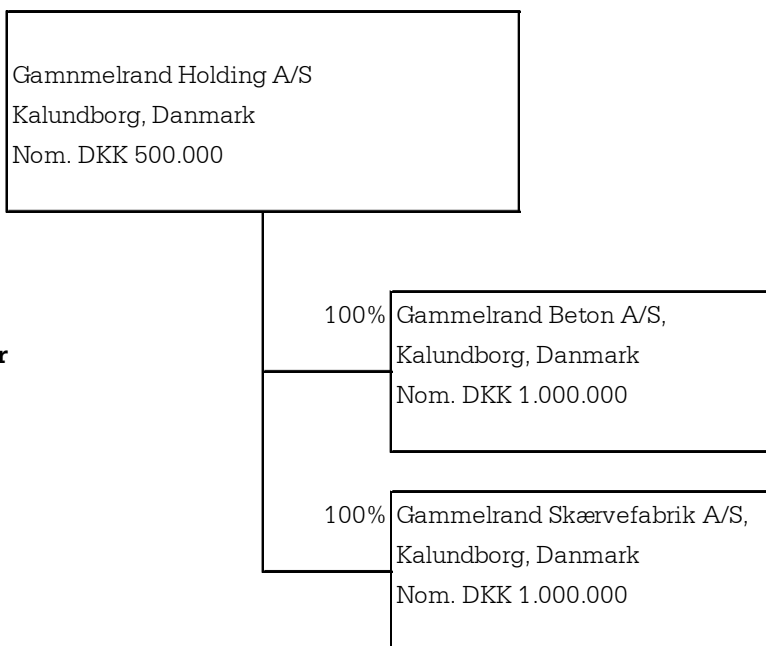 Gamnmelrand Holding A/S
Kalundborg, Danmark
Nom. DKK 500.000
100% Gammelrand Beton A/S,
r
Kalundborg, Danmark
Nom. DKK 1.000.000
100% Gammelrand Skærvefabrik A/S,
Kalundborg, Danmark
Nom. DKK 1.000.000